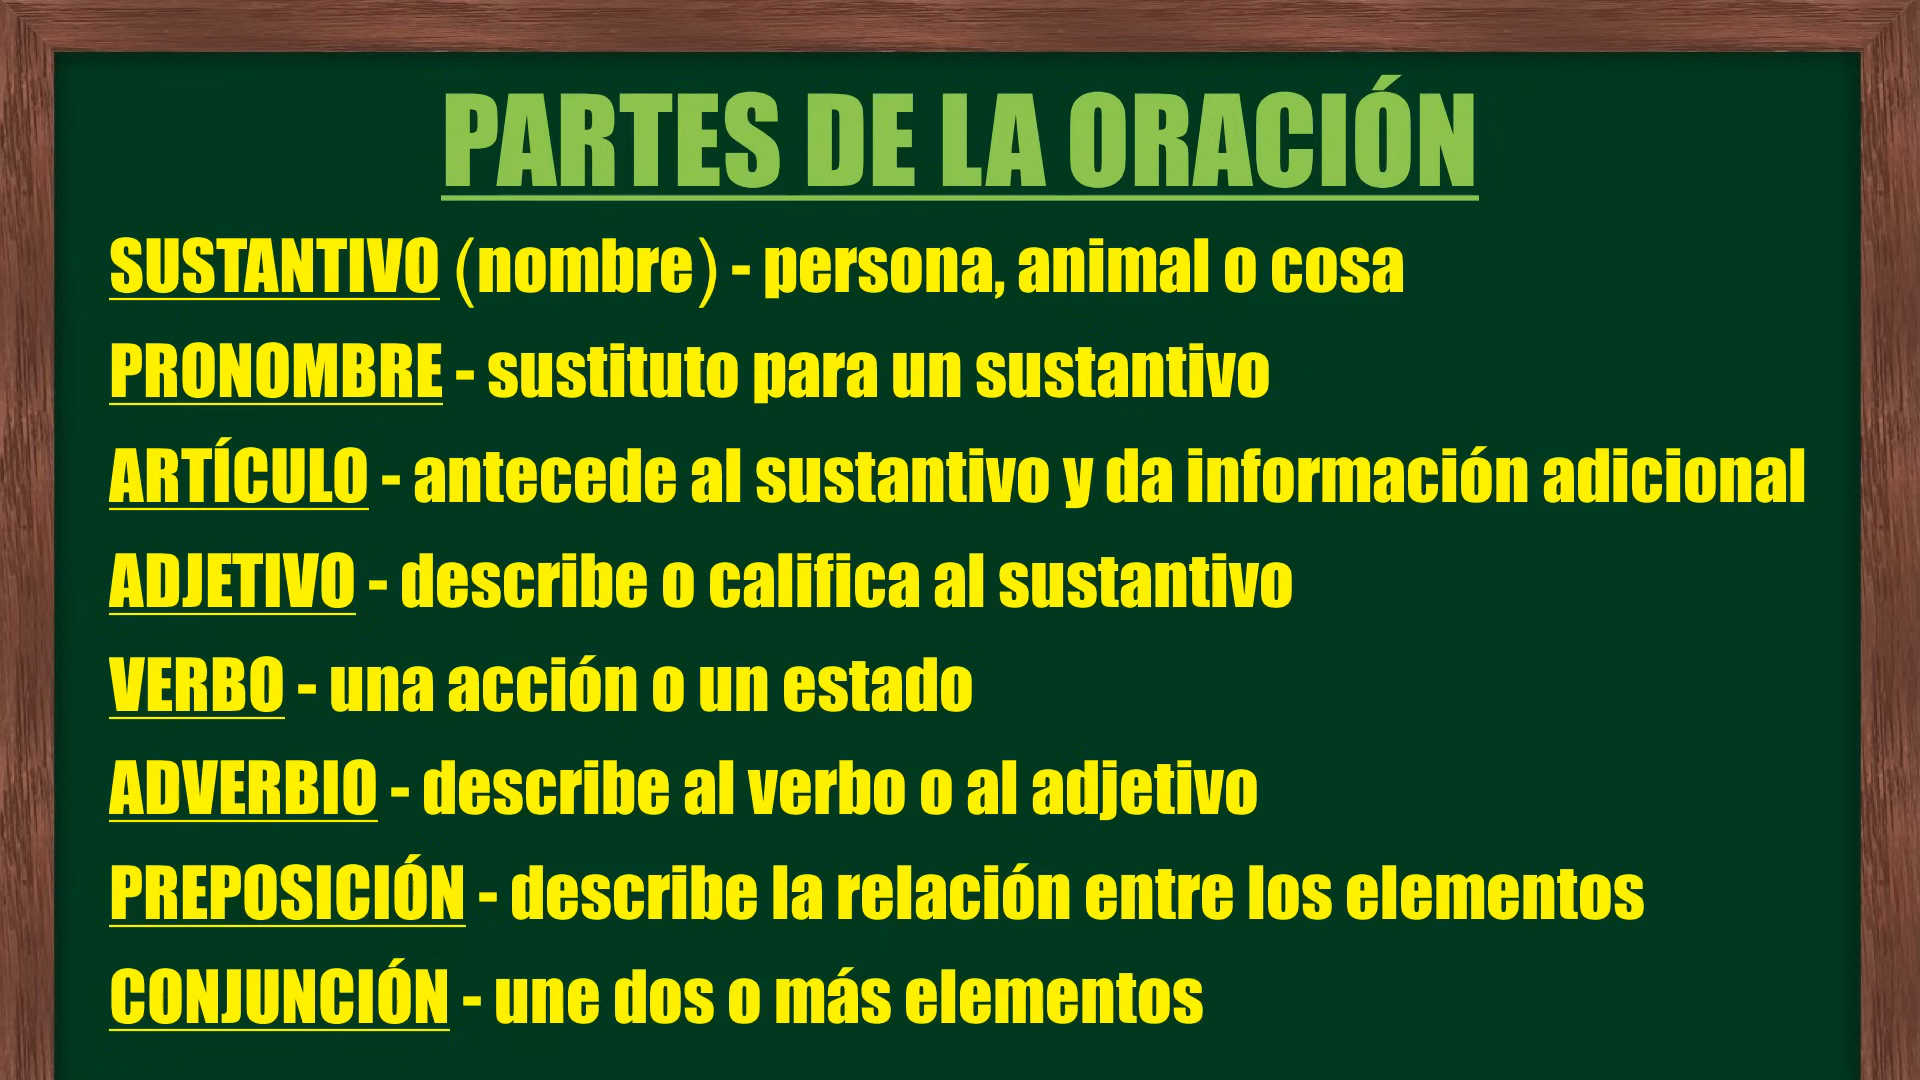 PARTES DE LA ORACIÓN
SUSTANTIVO (nombre) - persona, animal o cosa
PRONOMBRE - sustituto para un sustantivo
ARTÍCULO - antecede al sustantivo y da información adicional
ADJETIVO - describe o califica al sustantivo
VERBO - una acción o un estado
ADVERBIO - describe al verbo o al adjetivo
PREPOSICIÓN - describe la relación entre los elementos
CONJUNCIÓN - une dos o más elementos